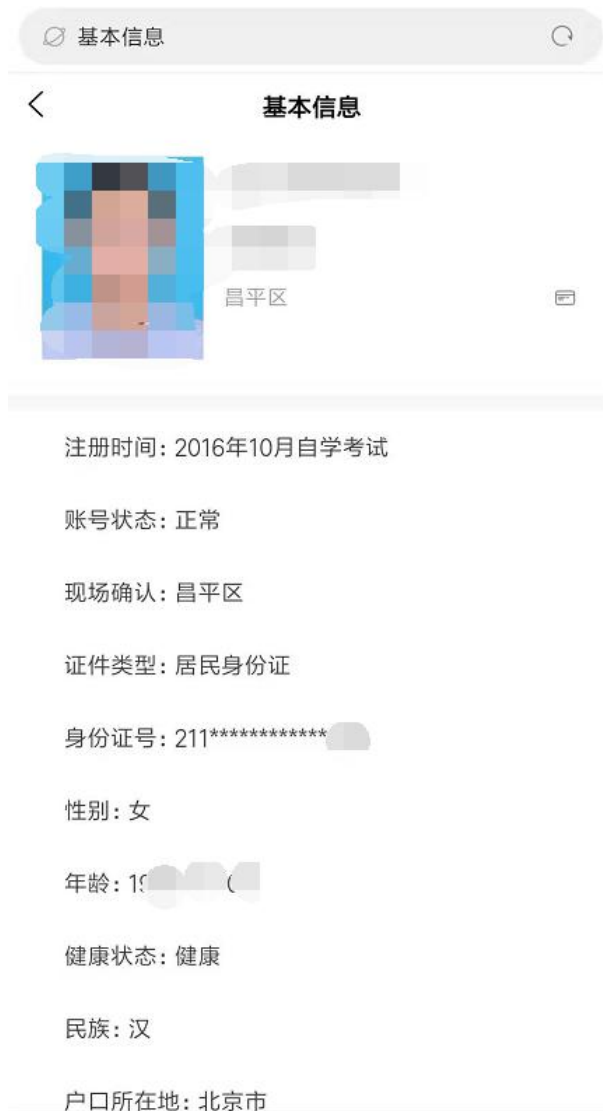 基本信息
基本信息
昌平区
注册时间: 2016年10月自学考试
账号状态: 正常
现场确认: 昌平区
证件类型: 居民身份证
身份证号: 211************
性别: 女
年龄: 19
健康状态: 健康
民族: 汉
户口所在地: 北京市